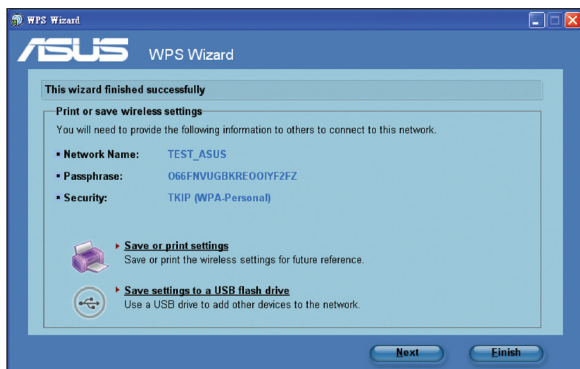 WPS Wizard
ASUS WPS Wizard
This wizard finished successfully
Print or save wireless settings
You will need to provide the following information to others to connect to this network.
Network Name: TEST_ASUS
Passphrase: O66FNVUGBKREOOIYF2FZ
Security: TKIP (WPA-Personal)
Save or print settings
Save or print the wireless settings for future reference.
Save settings to a USB flash drive
Use a USB drive to add other devices to the network.
Next Finish